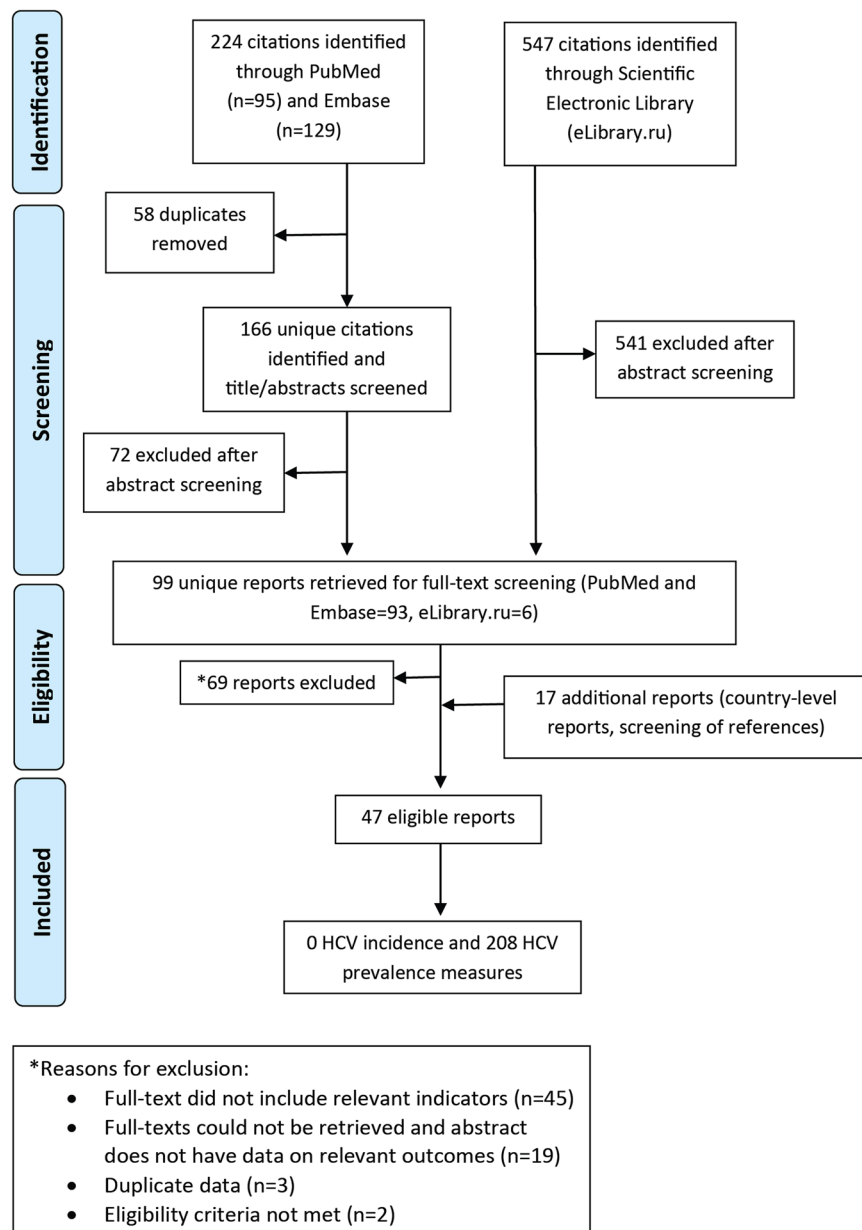 Identification
224 citations identified
through PubMed
(n=95) and Embase
(n=129)
547 citations identified
through Scientific
Electronic Library
(eLibrary.ru)
Screening
58 duplicates
removed
166 unique citations
identified and
title/abstracts screened
541 excluded after
abstract screening
72 excluded after
abstract screening
99 unique reports retrieved for full-text screening (PubMed and
Embase=93, eLibrary.ru=6)
Eligibility
*69 reports excluded
17 additional reports (country-level
reports, screening of references)
Included
47 eligible reports
0 HCV incidence and 208 HCV
prevalence measures
*Reasons for exclusion:
• Full-text did not include relevant indicators (n=45)
• Full-texts could not be retrieved and abstract
does not have data on relevant outcomes (n=19)
• Duplicate data (n=3)
• Eligibility criteria not met (n=2)